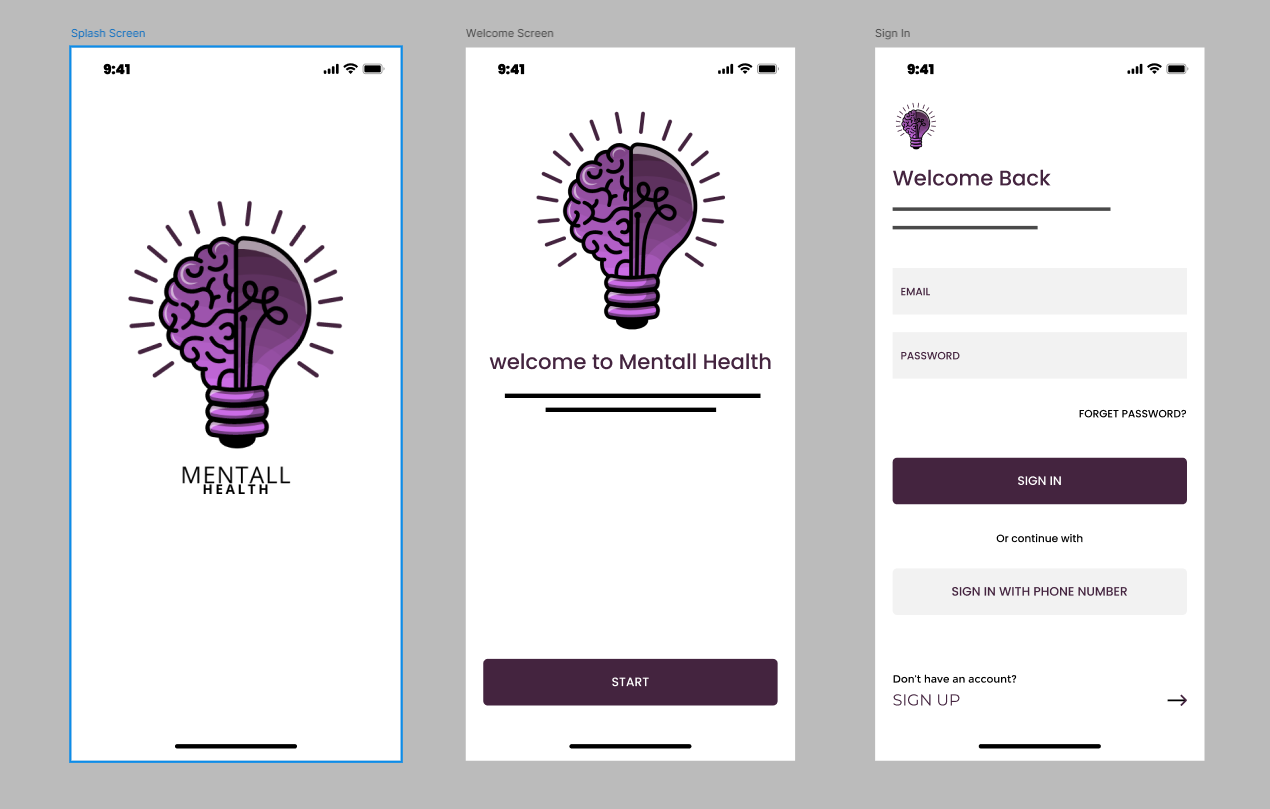 Splash Screen
9:41
MENTALL
HEALTH
Welcome Screen
9:41
welcome to Mentall Health
START
Sign In
9:41
Welcome Back
EMAIL
PASSWORD
FORGET PASSWORD?
SIGN IN
Or continue with
SIGN IN WITH PHONE NUMBER
Don't have an account?
SIGN UP